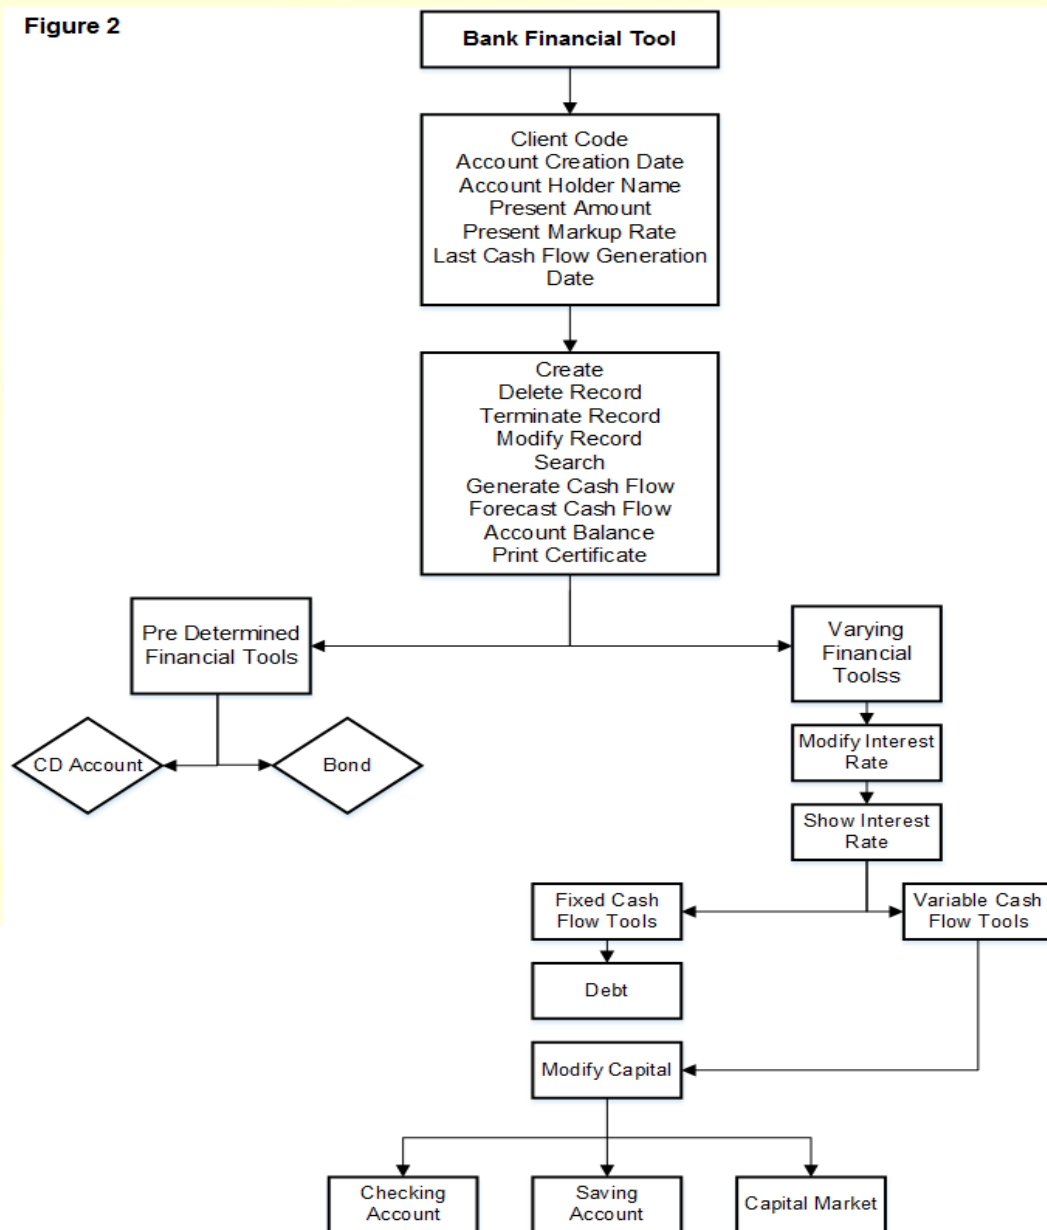 Figure 2
Bank Financial Tool
Client Code
Account Creation Date
Account Holder Name
Present Amount
Present Markup Rate
Last Cash Flow Generation
Date
Create
Delete Record
Terminate Record
Modify Record
Search
Generate Cash Flow
Forecast Cash Flow
Account Balance
Print Certificate
Pre Determined
Financial Tools
Varying
Financial
Toolss
CD Account
Bond
Modify Interest
Rate
Show Interest
Rate
Fixed Cash
Flow Tools
Variable Cash
Flow Tools
Debt
Modify Capital
Checking
Account
Saving
Account
Capital Market